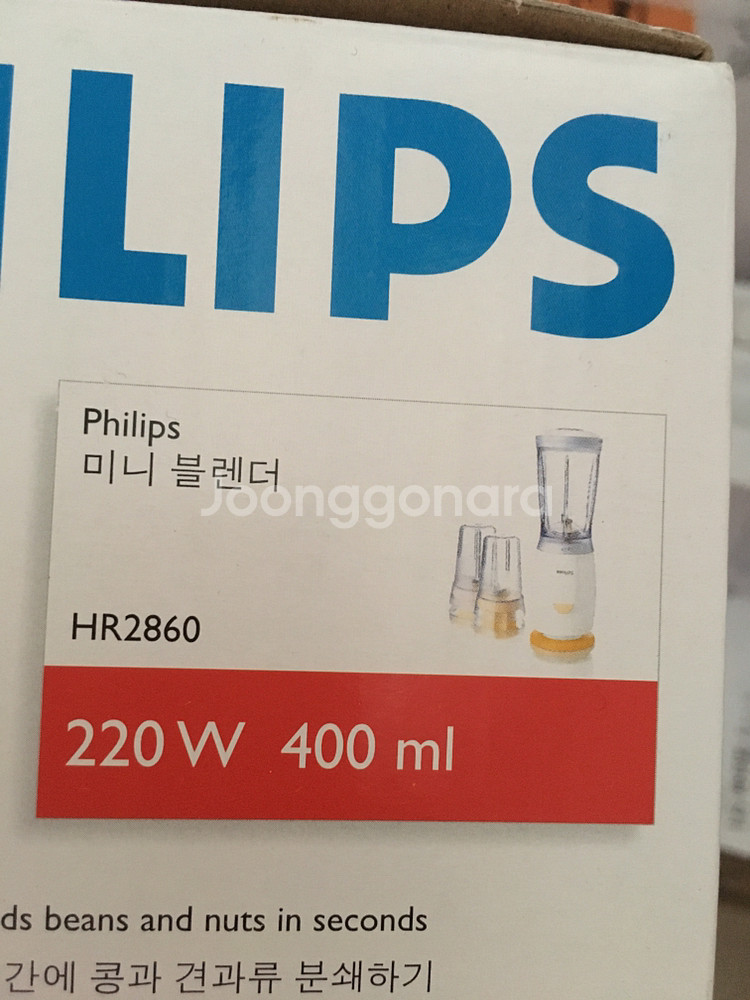 LIPS
Philips
미니 블렌더
Joonggonara
HR2860
220 W 400 ml
ds beans and nuts in seconds
간에 콩과 견과류 분쇄하기